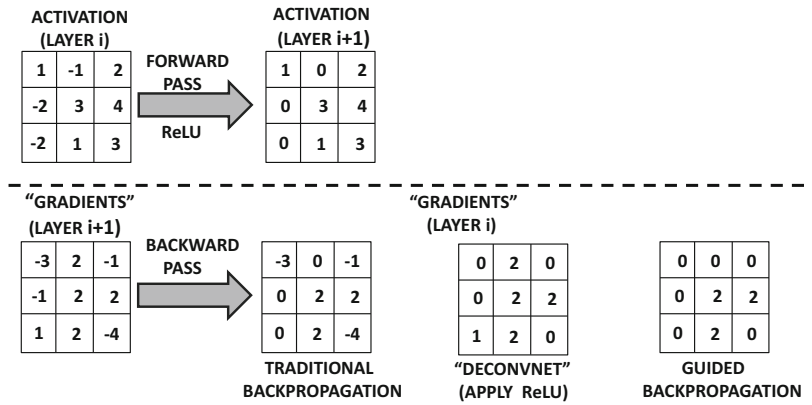 ACTIVATION
(LAYER i)
1 -1 2
-2 3 4
-2 1 3
FORWARD
PASS
ReLU
ACTIVATION
(LAYER i+1)
1 0 2
0 3 4
0 1 3
“GRADIENTS”
(LAYER i+1)
-3 2 -1
-1 2 2
1 2 -4
BACKWARD
PASS
-3 0 -1
0 2 2
0 2 -4
TRADITIONAL
BACKPROPAGATION
“GRADIENTS”
(LAYER i)
0 2 0
0 2 2
1 2 0
“DECONVNET”
(APPLY ReLU)
0 0 0
0 2 2
0 2 0
GUIDED
BACKPROPAGATION